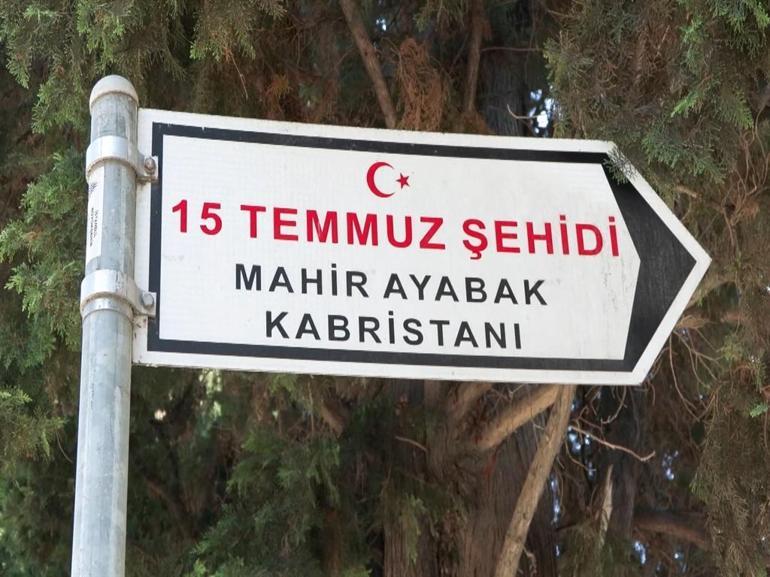 15 TEMMUZ ŞEHİDİ
MAHİR AYABAK
KABRİSTANI